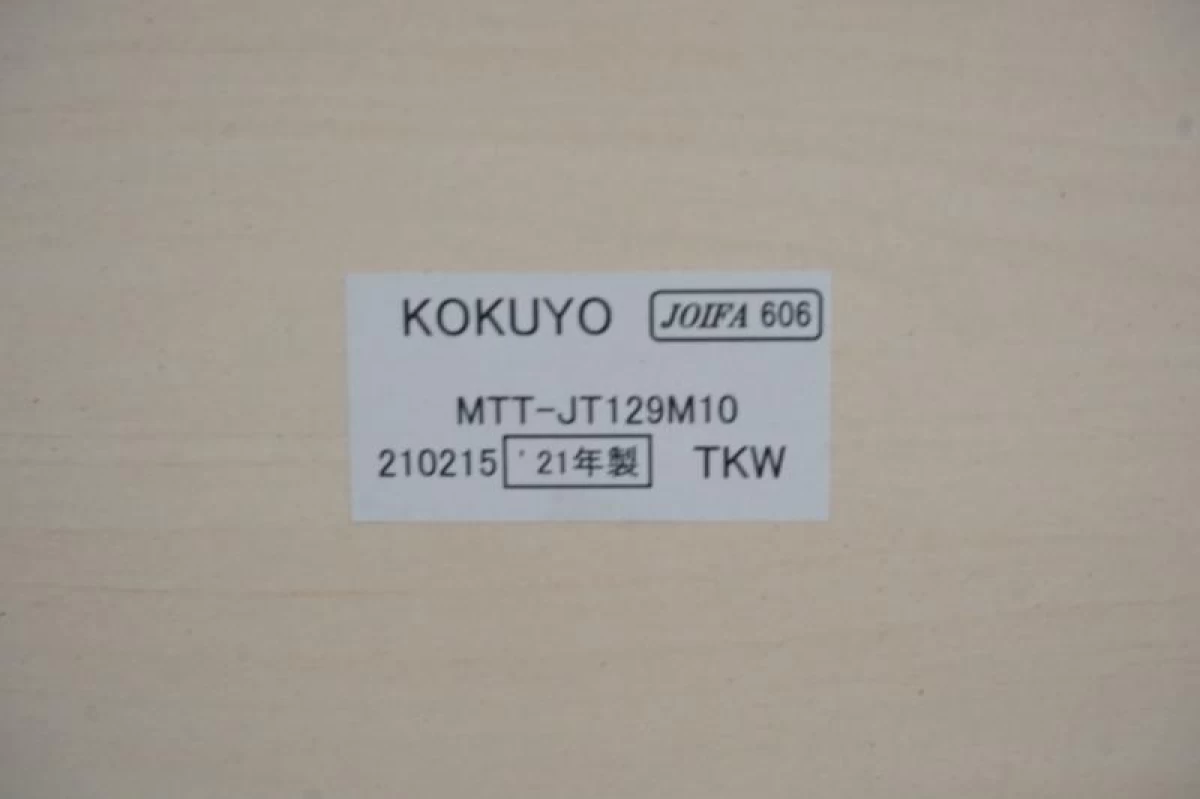 KOKUYO JOIFA 606
MTT-JT129M10
210215 '21年製 TKW